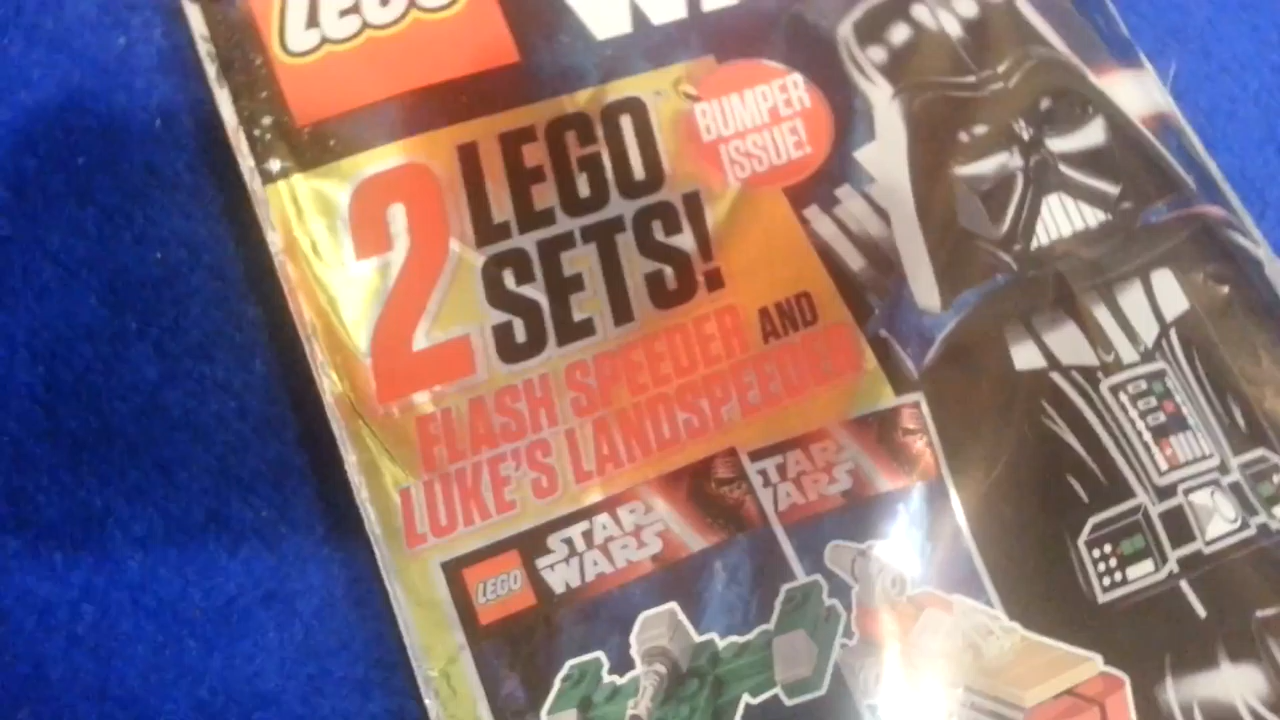 LEGO
BUMPER
ISSUE!
2 LEGO
SETS!
FLASH SPEEDER AND
LUKE'S LANDSPEEDER
LEGO STAR
WARS
STAR
WARS